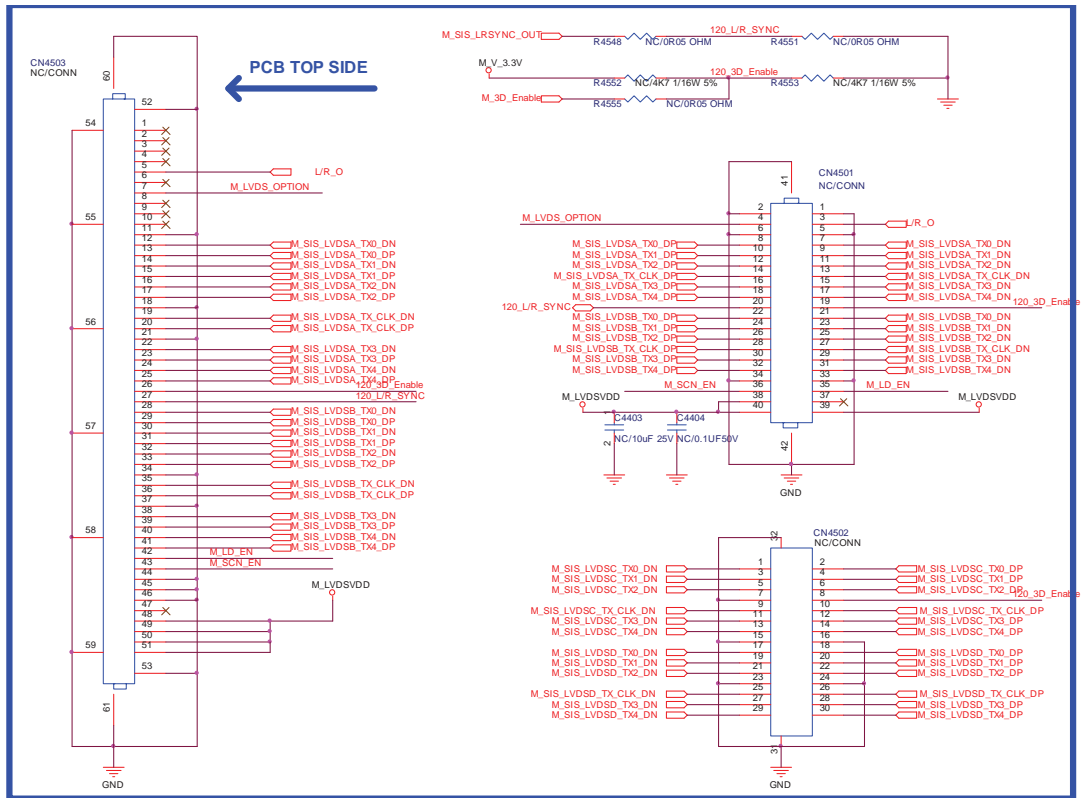 CN4503
NC/CONN
PCB TOP SIDE
60
52
54
1
2
3
4
5
L/R_O
6
7
M_LVDS_OPTION
8
9
55
10
11
12
M_SIS_LVDSA_TX0_DN
13
M_SIS_LVDSA_TX0_DP
14
M_SIS_LVDSA_TX1_DN
15
M_SIS_LVDSA_TX1_DP
16
M_SIS_LVDSA_TX2_DN
17
M_SIS_LVDSA_TX2_DP
18
19
M_SIS_LVDSA_TX_CLK_DN
56
20
M_SIS_LVDSA_TX_CLK_DP
21
22
M_SIS_LVDSA_TX3_DN
23
M_SIS_LVDSA_TX3_DP
24
M_SIS_LVDSA_TX4_DN
25
M_SIS_LVDSA_TX4_DP
26
120_3D_Enable
27
120_L/R_SYNC
28
M_SIS_LVDSB_TX0_DN
29
M_SIS_LVDSB_TX0_DP
57
30
M_SIS_LVDSB_TX1_DN
31
M_SIS_LVDSB_TX1_DP
32
M_SIS_LVDSB_TX2_DN
33
M_SIS_LVDSB_TX2_DP
34
35
M_SIS_LVDSB_TX_CLK_DN
36
M_SIS_LVDSB_TX_CLK_DP
37
38
M_SIS_LVDSB_TX3_DN
39
M_SIS_LVDSB_TX3_DP
58
40
M_SIS_LVDSB_TX4_DN
41
M_SIS_LVDSB_TX4_DP
42
M_LD_EN
43
M_SCN_EN
44
45
46
M_LVDSVDD
47
48
49
50
59
51
53
61
GND
M_SIS_LRSYNC_OUT
120_L/R_SYNC
R4548
NC/0R05 OHM
R4551
NC/0R05 OHM
M_V_3.3V
120_3D_Enable
R4552
NC/4K7 1/16W 5%
R4553
NC/4K7 1/16W 5%
M_3D_Enable
R4555
NC/0R05 OHM
CN4501
NC/CONN
41
2 1
M_LVDS_OPTION 4 3 L/R_O
6 5
M_SIS_LVDSA_TX0_DP 8 7 M_SIS_LVDSA_TX0_DN
M_SIS_LVDSA_TX1_DP 10 9 M_SIS_LVDSA_TX1_DN
M_SIS_LVDSA_TX2_DP 12 11 M_SIS_LVDSA_TX2_DN
M_SIS_LVDSA_TX_CLK_DP 14 13 M_SIS_LVDSA_TX_CLK_DN
M_SIS_LVDSA_TX3_DP 16 15 M_SIS_LVDSA_TX3_DN
M_SIS_LVDSA_TX4_DP 18 17 M_SIS_LVDSA_TX4_DN
120_L/R_SYNC 20 19 120_3D_Enable
M_SIS_LVDSB_TX0_DP 22 21 M_SIS_LVDSB_TX0_DN
M_SIS_LVDSB_TX1_DP 24 23 M_SIS_LVDSB_TX1_DN
M_SIS_LVDSB_TX2_DP 26 25 M_SIS_LVDSB_TX2_DN
M_SIS_LVDSB_TX_CLK_DP 28 27 M_SIS_LVDSB_TX_CLK_DN
M_SIS_LVDSB_TX3_DP 30 29 M_SIS_LVDSB_TX3_DN
M_SIS_LVDSB_TX4_DP 32 31 M_SIS_LVDSB_TX4_DN
34 33
M_SCN_EN 36 35 M_LD_EN
M_LVDSVDD 38 37 M_LVDSVDD
40 39
1
C4403
C4404
2
NC/10uF 25V
NC/0.1UF50V
42
GND
CN4502
NC/CONN
32
M_SIS_LVDSC_TX0_DN 1 2 M_SIS_LVDSC_TX0_DP
M_SIS_LVDSC_TX1_DN 3 4 M_SIS_LVDSC_TX1_DP
M_SIS_LVDSC_TX2_DN 5 6 M_SIS_LVDSC_TX2_DP
7 8 120_3D_Enable
M_SIS_LVDSC_TX_CLK_DN 9 10 M_SIS_LVDSC_TX_CLK_DP
M_SIS_LVDSC_TX3_DN 11 12 M_SIS_LVDSC_TX3_DP
M_SIS_LVDSC_TX4_DN 13 14 M_SIS_LVDSC_TX4_DP
15 16
M_SIS_LVDSD_TX0_DN 17 18 M_SIS_LVDSD_TX0_DP
M_SIS_LVDSD_TX1_DN 19 20 M_SIS_LVDSD_TX1_DP
M_SIS_LVDSD_TX2_DN 21 22 M_SIS_LVDSD_TX2_DP
23 24
M_SIS_LVDSD_TX_CLK_DN 25 26 M_SIS_LVDSD_TX_CLK_DP
M_SIS_LVDSD_TX3_DN 27 28 M_SIS_LVDSD_TX3_DP
M_SIS_LVDSD_TX4_DN 29 30 M_SIS_LVDSD_TX4_DP
31
GND